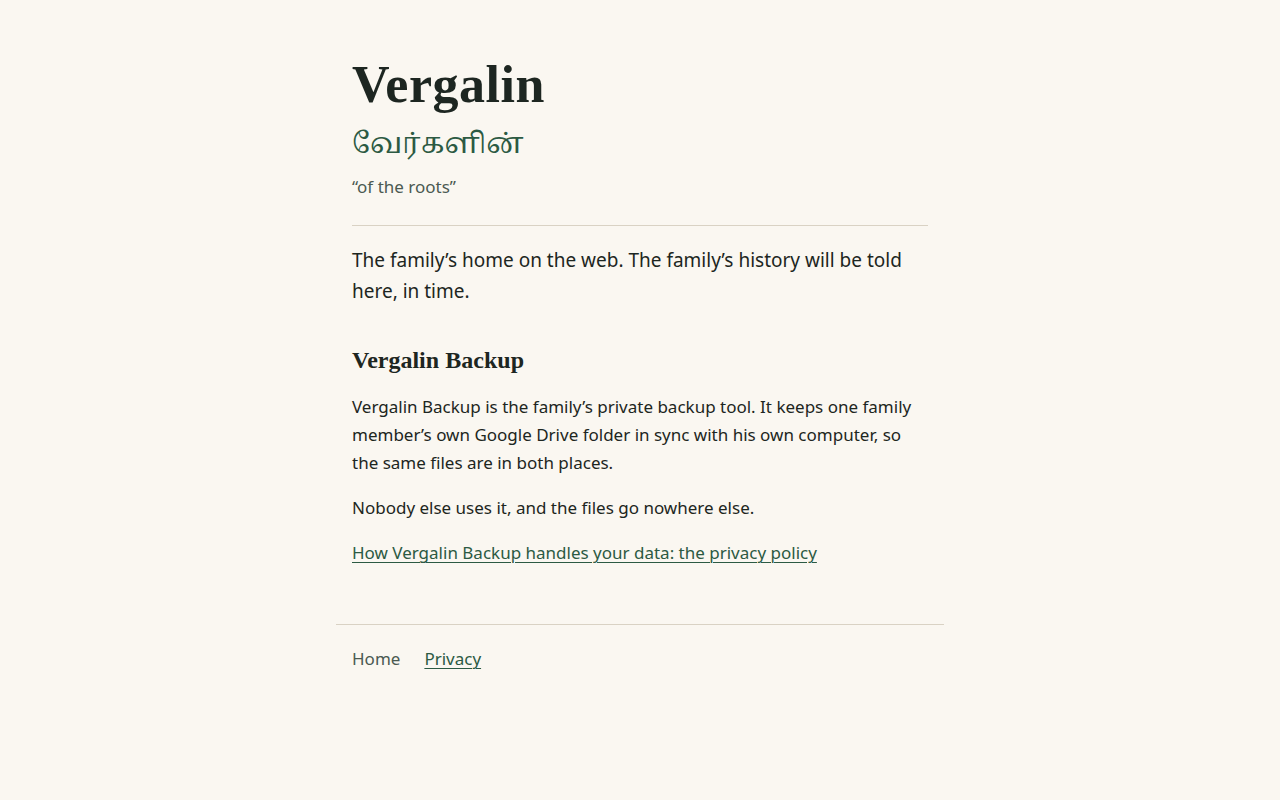 Vergalin
வேர்களின்
“of the roots”
The family’s home on the web. The family’s history will be told
here, in time.
Vergalin Backup
Vergalin Backup is the family’s private backup tool. It keeps one family
member’s own Google Drive folder in sync with his own computer, so
the same files are in both places.
Nobody else uses it, and the files go nowhere else.
How Vergalin Backup handles your data: the privacy policy
Home Privacy